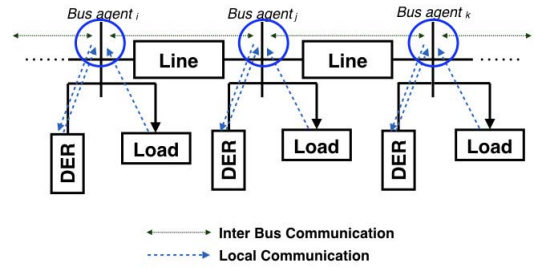 Bus agent i
Bus agent j
Bus agent k
Line
Line
DER
Load
DER
Load
DER
Load
Inter Bus Communication
Local Communication